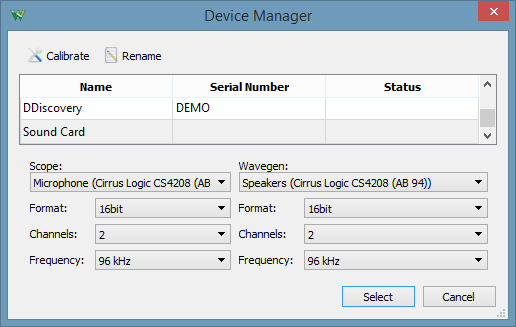 Device Manager
Calibrate Rename
Name Serial Number Status
DDiscovery DEMO
Sound Card
Scope: Wavegen:
Microphone (Cirrus Logic CS4208 (AB Speakers (Cirrus Logic CS4208 (AB 94))
Format: 16bit Format: 16bit
Channels: 2 Channels: 2
Frequency: 96 kHz Frequency: 96 kHz
Select Cancel